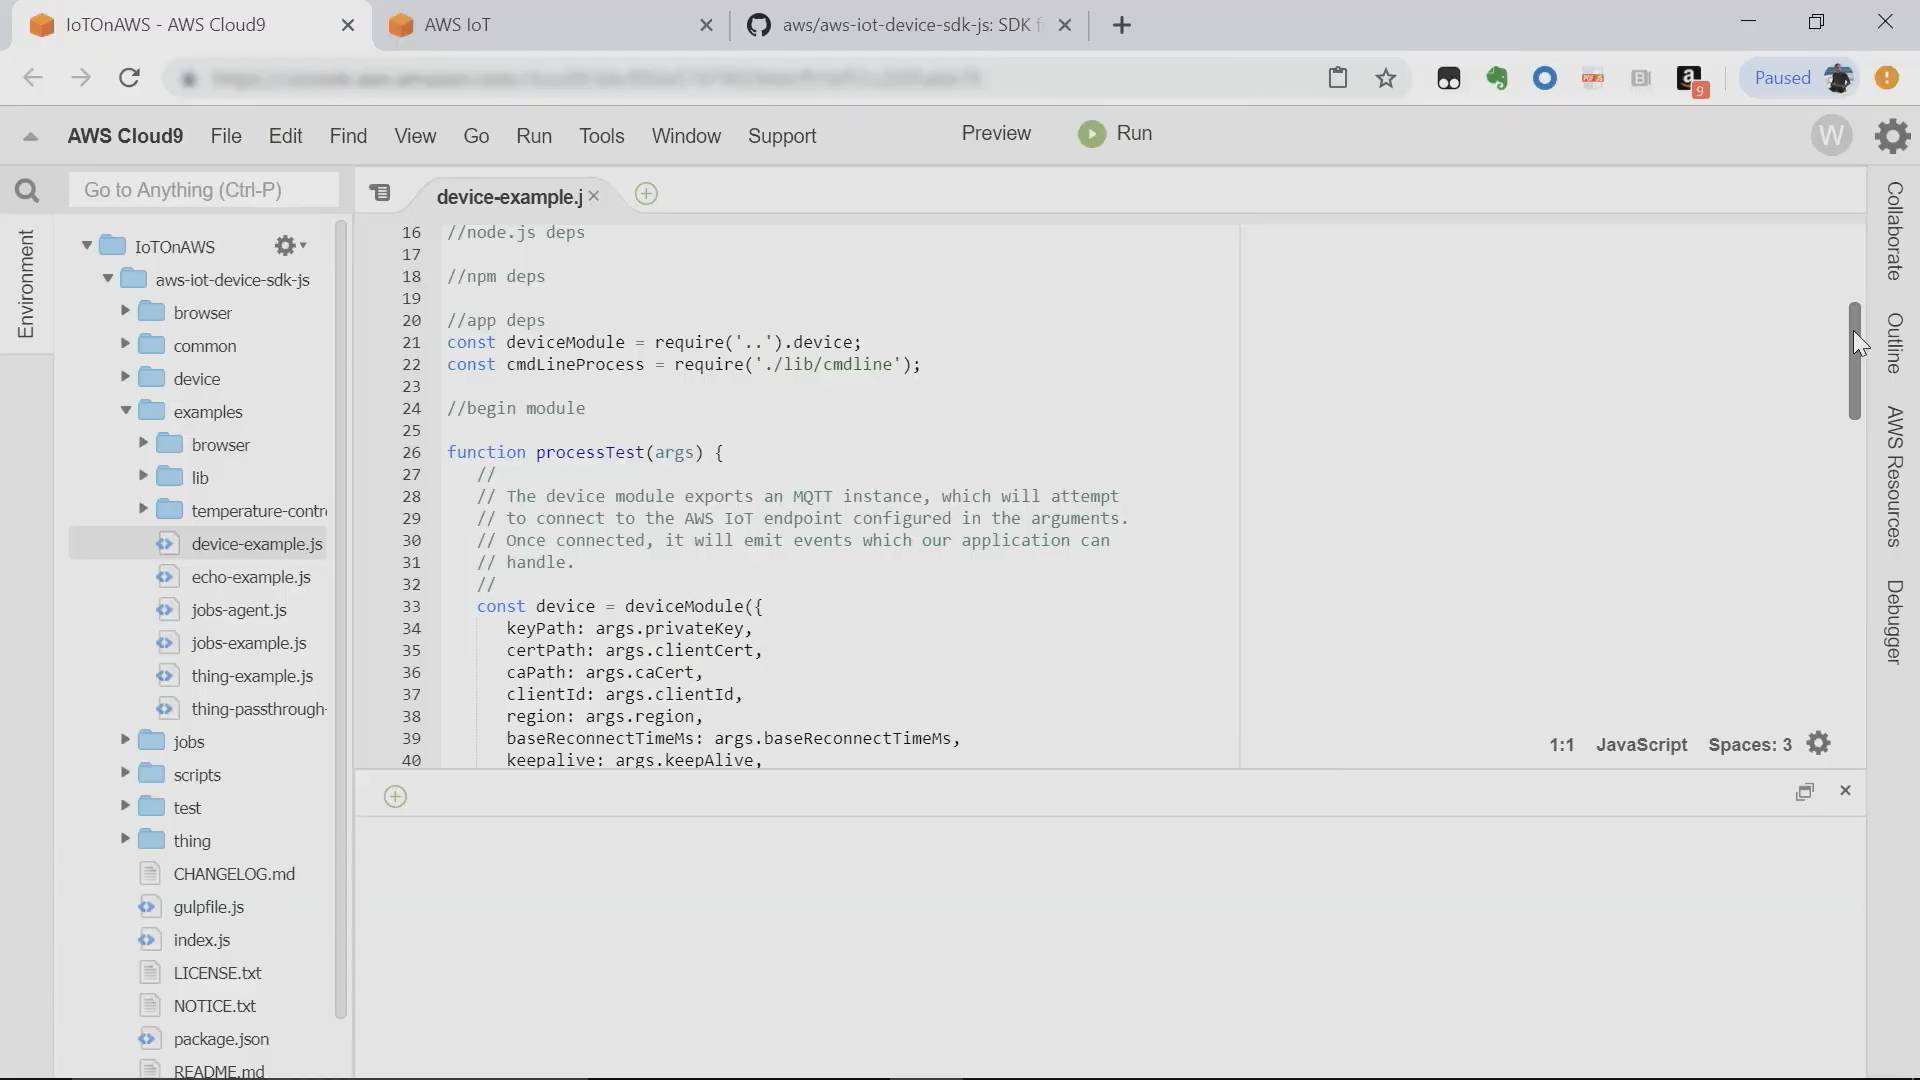 IoTOnAWS - AWS Cloud9
AWS IoT
aws/aws-iot-device-sdk-js: SDK f
Paused
9
AWS Cloud9 File Edit Find View Go Run Tools Window Support Preview Run
W
Go to Anything (Ctrl-P)
device-example.j
Environment
IoTOnAWS
aws-iot-device-sdk-js
browser
common
device
examples
browser
lib
temperature-contr
device-example.js
echo-example.js
jobs-agent.js
jobs-example.js
thing-example.js
thing-passthrough-
jobs
scripts
test
thing
CHANGELOG.md
gulpfile.js
index.js
LICENSE.txt
NOTICE.txt
package.json
README.md
16 //node.js deps
17
18 //npm deps
19
20 //app deps
21 const deviceModule = require('..').device;
22 const cmdLineProcess = require('./lib/cmdline');
23
24 //begin module
25
26 function processTest(args) {
27 //
28 // The device module exports an MQTT instance, which will attempt
29 // to connect to the AWS IoT endpoint configured in the arguments.
30 // Once connected, it will emit events which our application can
31 // handle.
32 //
33 const device = deviceModule({
34 keyPath: args.privateKey,
35 certPath: args.clientCert,
36 caPath: args.caCert,
37 clientId: args.clientId,
38 region: args.region,
39 baseReconnectTimeMs: args.baseReconnectTimeMs,
40 keepalive: args.keepAlive,
1:1 JavaScript Spaces: 3
Collaborate
Outline
AWS Resources
Debugger